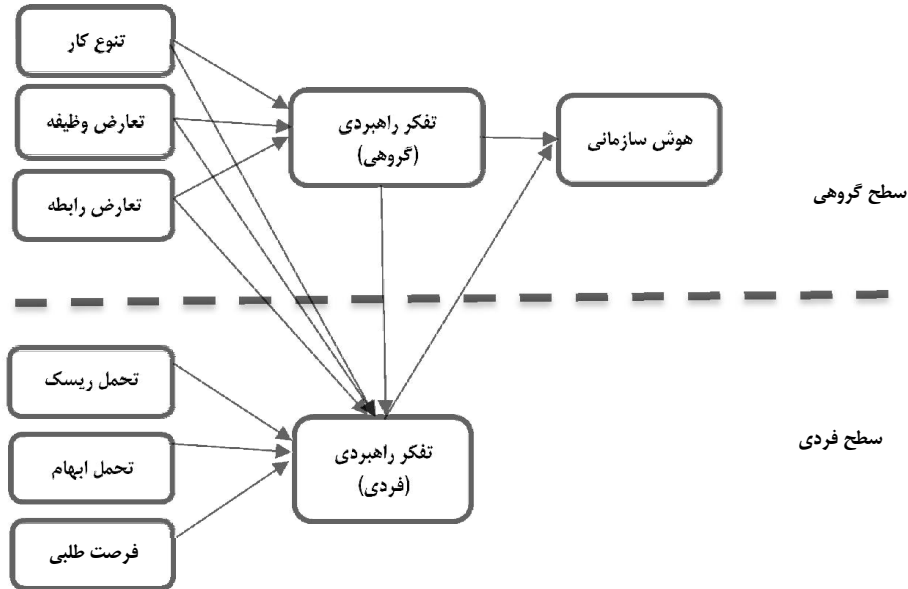 تنوع کار
تعارض وظیفه
تعارض رابطه
تفکر راهبردی
(گروهی)
هوش سازمانی
سطح گروهی
تحمل ریسک
تحمل ابهام
فرصت طلبی
تفکر راهبردی
(فردی)
سطح فردی